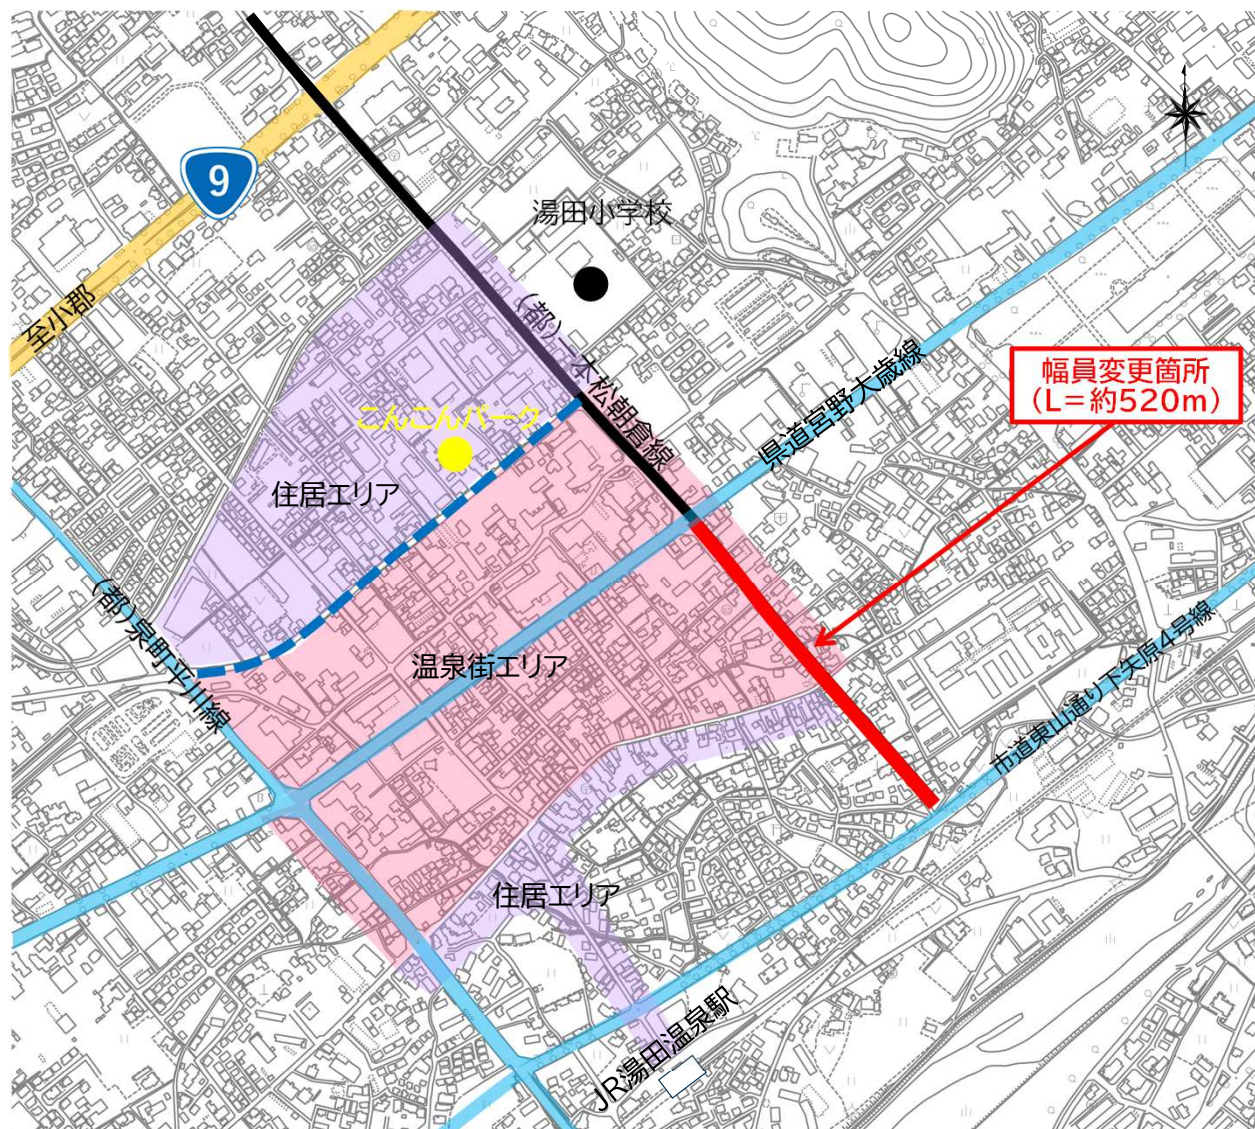 9
湯田小学校
至小郡
(都)一本松朝倉線
県道宮野大歳線
幅員変更箇所
(L=約520m)
こんこんパーク
住居エリア
(都)泉町平川線
温泉街エリア
市道東山通り下矢原4号線
住居エリア
JR湯田温泉駅